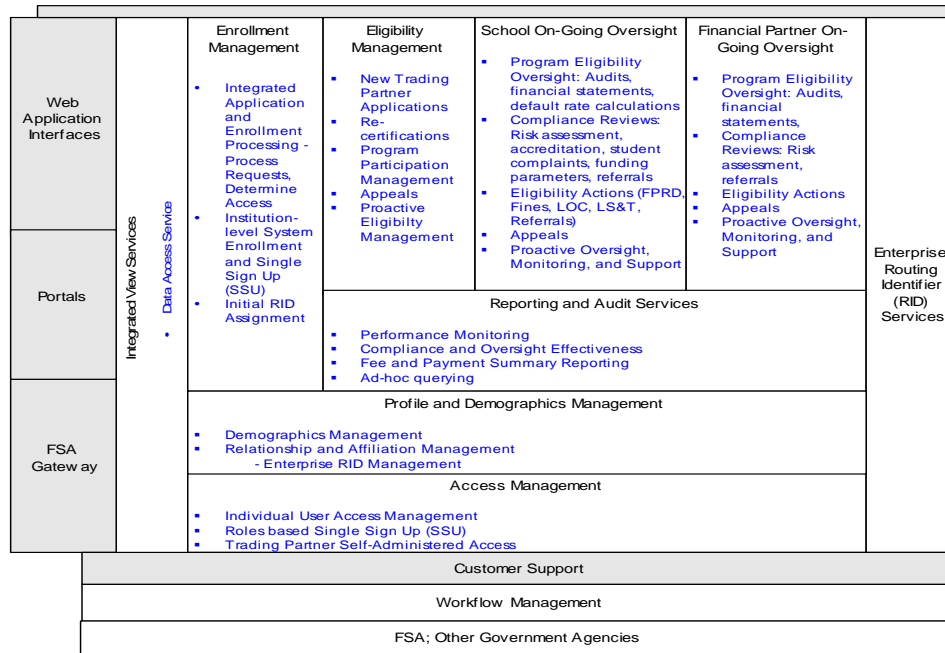 Web
Application
Interfaces
Portals
FSA
Gateway
Integrated View Services
• Data Access Service
Enrollment
Management
• Integrated
Application
and
Enrollment
Processing -
Process
Requests,
Determine
Access
• Institution-
level System
Enrollment
and Single
Sign Up
(SSU)
• Initial RID
Assignment
Eligibility
Management
▪ New Trading
Partner
Applications
▪ Re-
certifications
▪ Program
Participation
Management
▪ Appeals
▪ Proactive
Eligibilty
Management
School On-Going Oversight
▪ Program Eligibility
Oversight: Audits,
financial statements,
default rate calculations
▪ Compliance Reviews:
Risk assessment,
accreditation, student
complaints, funding
parameters, referrals
▪ Eligibility Actions (FPRD,
Fines, LOC, LS&T,
Referrals)
▪ Appeals
▪ Proactive Oversight,
Monitoring, and Support
Financial Partner On-
Going Oversight
▪ Program Eligibility
Oversight: Audits,
financial
statements,
▪ Compliance
Reviews: Risk
assessment,
referrals
▪ Eligibility Actions
▪ Appeals
▪ Proactive Oversight,
Monitoring, and
Support
Reporting and Audit Services
▪ Performance Monitoring
▪ Compliance and Oversight Effectiveness
▪ Fee and Payment Summary Reporting
▪ Ad-hoc querying
Profile and Demographics Management
▪ Demographics Management
▪ Relationship and Affiliation Management
- Enterprise RID Management
Access Management
▪ Individual User Access Management
▪ Roles based Single Sign Up (SSU)
▪ Trading Partner Self-Administered Access
Enterprise
Routing
Identifier
(RID)
Services
Customer Support
Workflow Management
FSA; Other Government Agencies